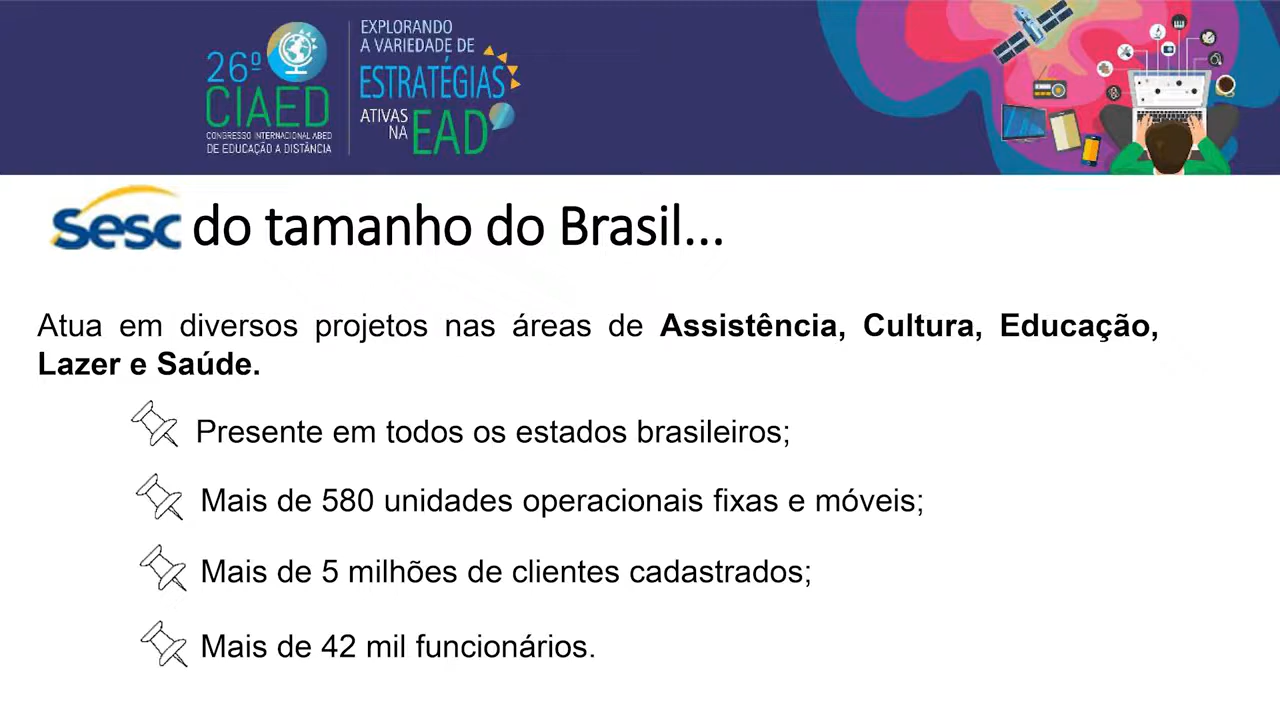 26º
CIAED
CONGRESSO INTERNACIONAL ABED
DE EDUCAÇÃO A DISTÂNCIA
EXPLORANDO
A VARIEDADE DE
ESTRATÉGIAS
ATIVAS
NA EAD
Sesc do tamanho do Brasil...
Atua em diversos projetos nas áreas de Assistência, Cultura, Educação,
Lazer e Saúde.
Presente em todos os estados brasileiros;
Mais de 580 unidades operacionais fixas e móveis;
Mais de 5 milhões de clientes cadastrados;
Mais de 42 mil funcionários.